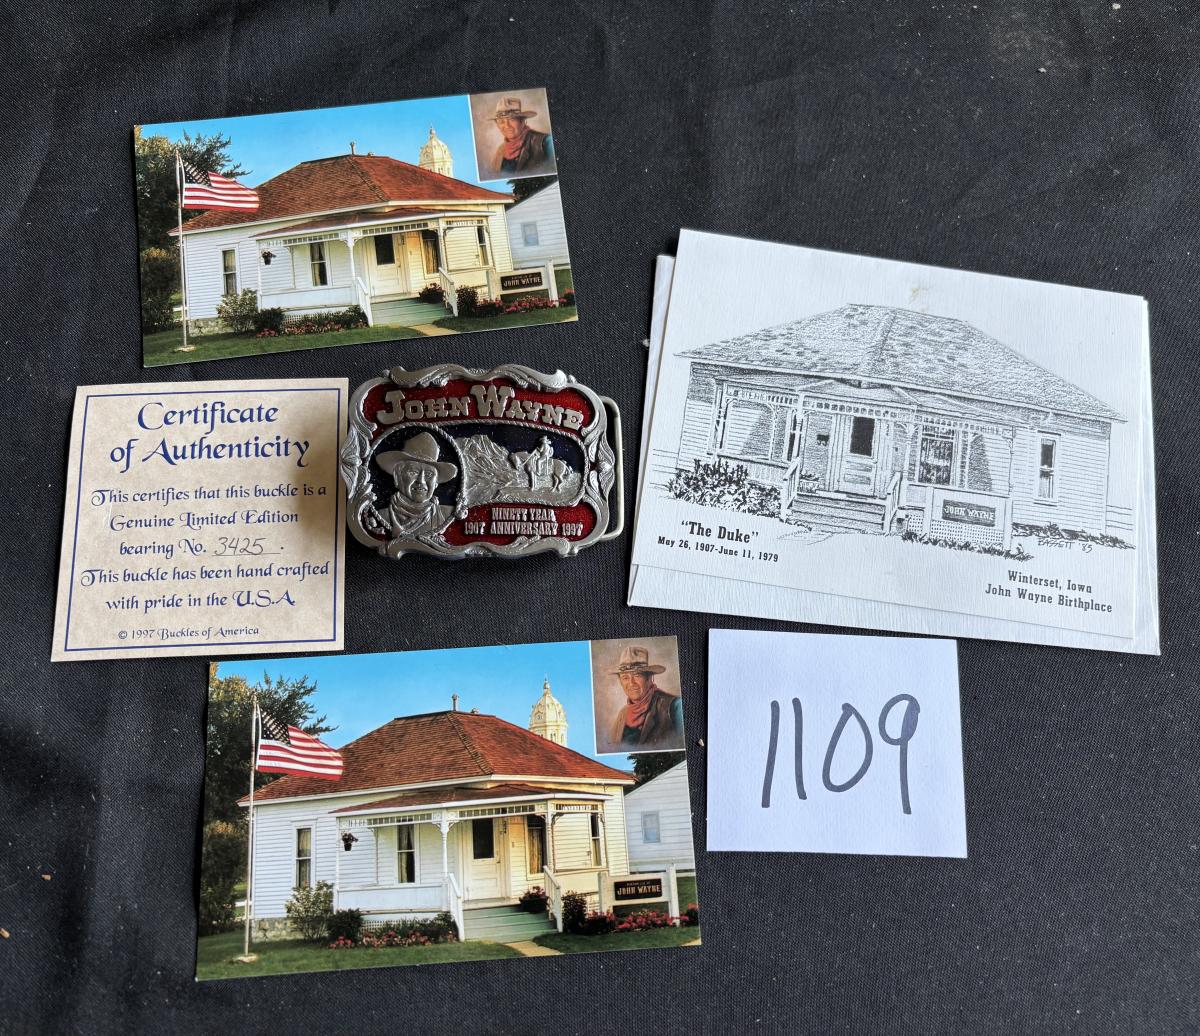 JOHN WAYNE
Certificate
of Authenticity
This certifies that this buckle is a
Genuine Limited Edition
bearing No. 3425.
This buckle has been hand crafted
with pride in the U.S.A.
© 1997 Buckles of America
JOHN WAYNE
NINETY YEAR
1907 ANNIVERSARY 1997
JOHN WAYNE
BASSETT '83
"The Duke"
May 26, 1907-June 11, 1979
Winterset, Iowa
John Wayne Birthplace
JOHN WAYNE
1109